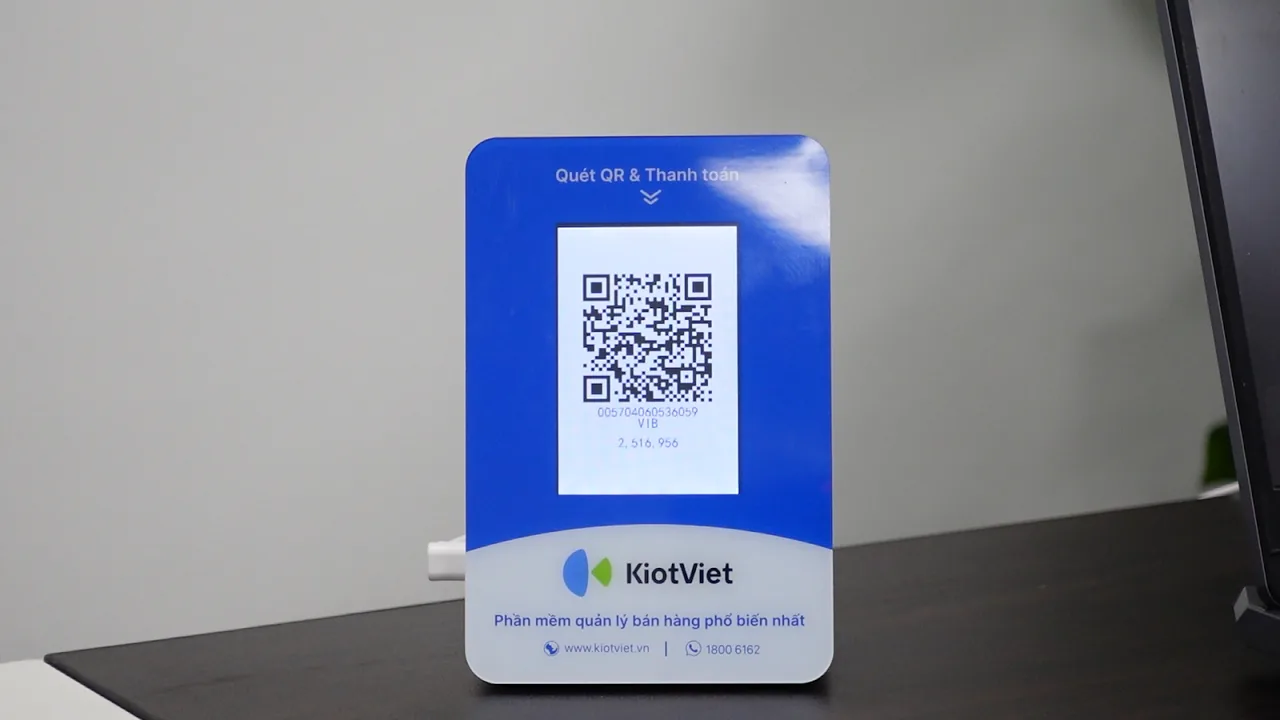 Quét QR & Thanh toán
005704060536059
VIB
2,516,956
KiotViet
Phần mềm quản lý bán hàng phổ biến nhất
www.kiotviet.vn | 1800 6162